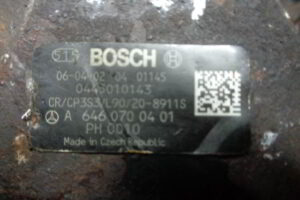 BOSCH
06-04-02 04 01145
0445010143
CR/CP3S3/L90/20-8911S
A 646 070 04 01
PH 0010
Made in Czech Republic